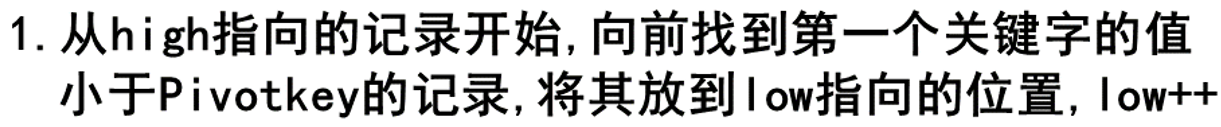 1. 从high指向的记录开始,向前找到第一个关键字的值
小于Pivotkey的记录,将其放到low指向的位置,low++